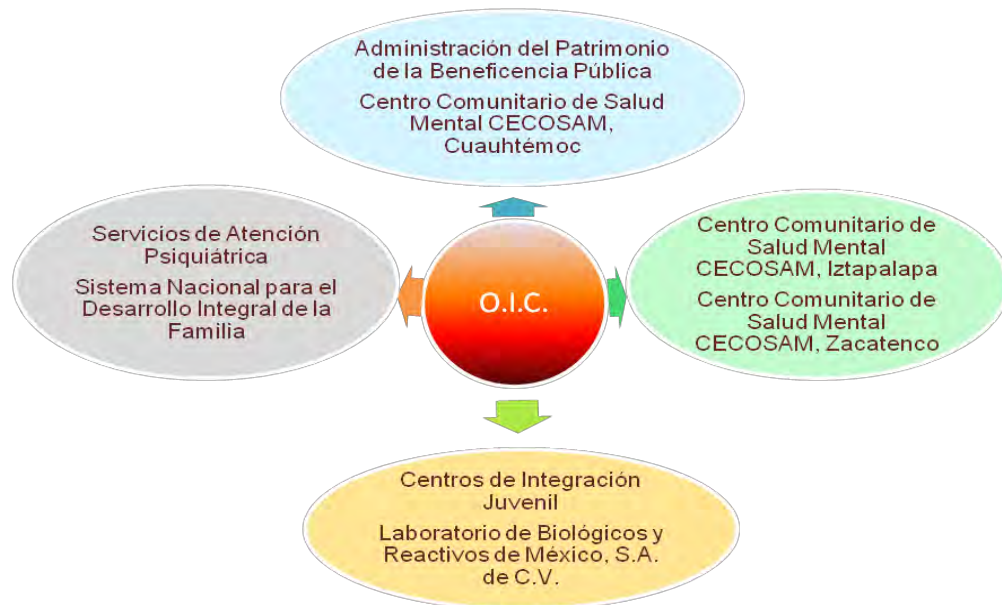 Administración del Patrimonio
de la Beneficencia Pública
Centro Comunitario de Salud
Mental CECOSAM,
Cuauhtémoc
Servicios de Atención
Psiquiátrica
Sistema Nacional para el
Desarrollo Integral de la
Familia
O.I.C.
Centro Comunitario de
Salud Mental
CECOSAM, Iztapalapa
Centro Comunitario de
Salud Mental
CECOSAM, Zacatenco
Centros de Integración
Juvenil
Laboratorio de Biológicos y
Reactivos de México, S.A.
de C.V.